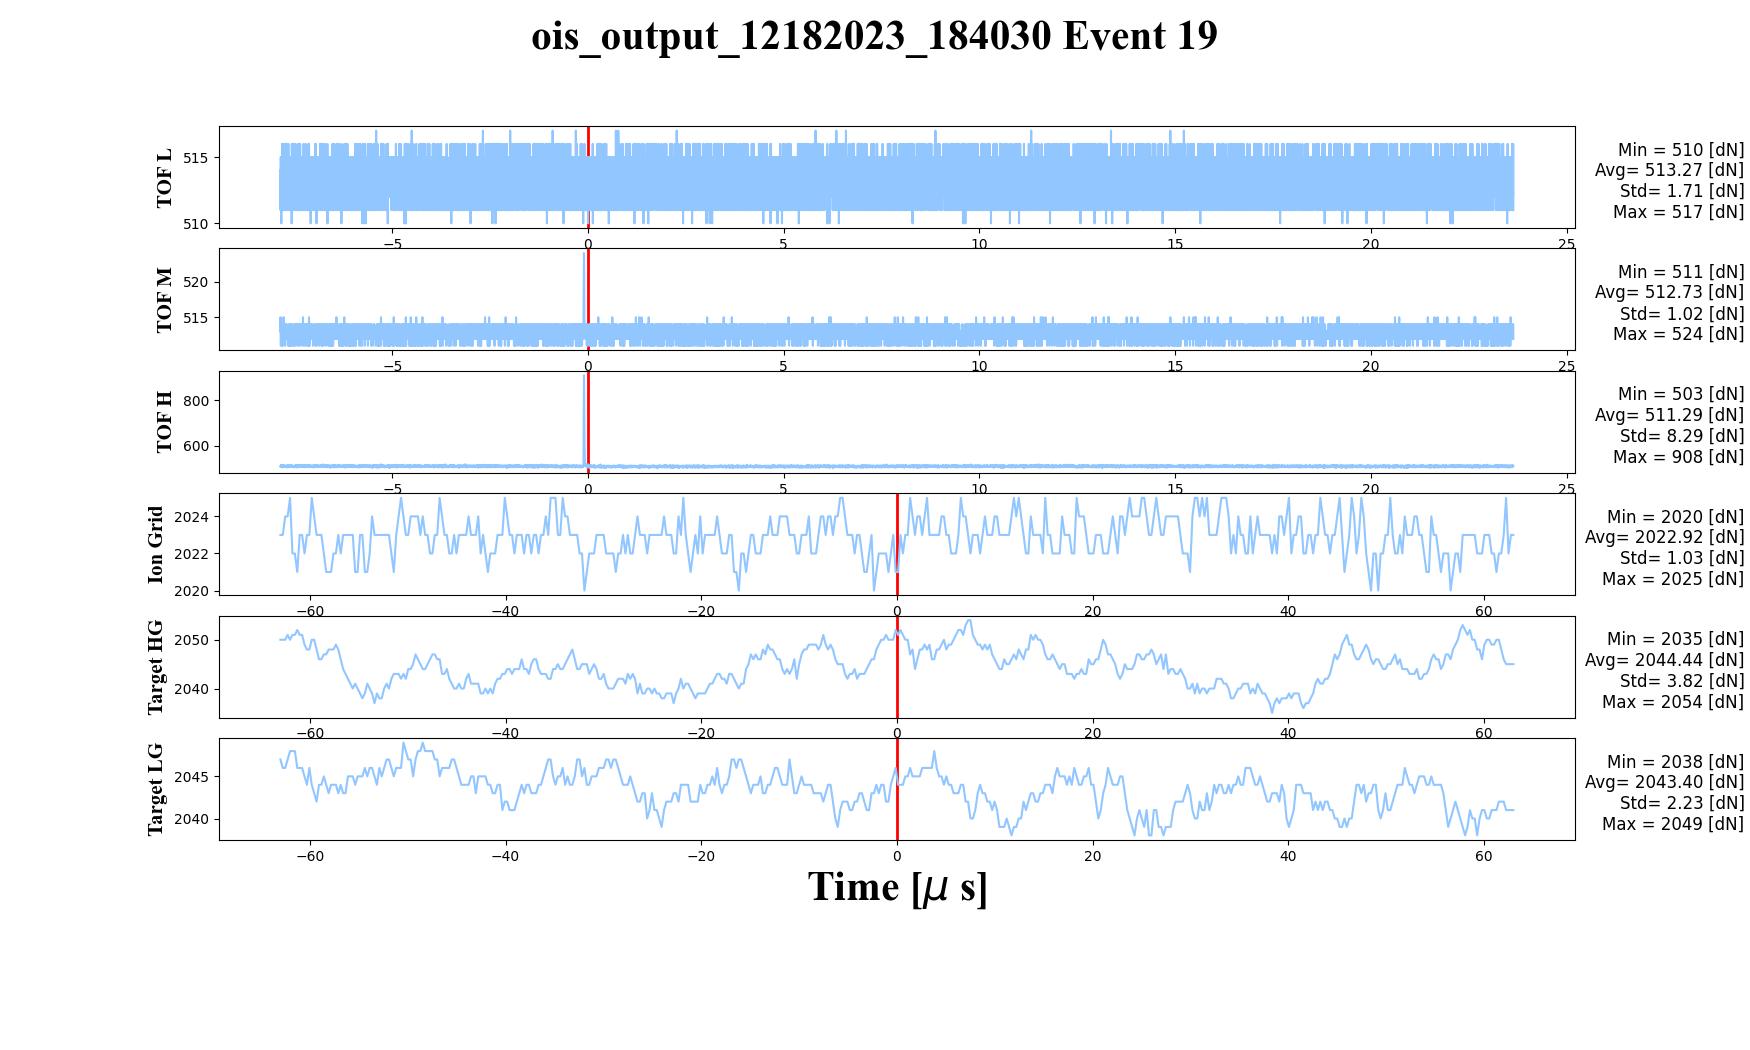 ois_output_12182023_184030 Event 19
TOF L
515
510
−5
0
5
10
15
20
25
Min = 510 [dN]
Avg= 513.27 [dN]
Std= 1.71 [dN]
Max = 517 [dN]
TOF M
520
515
−5
0
5
10
15
20
25
Min = 511 [dN]
Avg= 512.73 [dN]
Std= 1.02 [dN]
Max = 524 [dN]
TOF H
800
600
−5
0
5
10
15
20
25
Min = 503 [dN]
Avg= 511.29 [dN]
Std= 8.29 [dN]
Max = 908 [dN]
Ion Grid
2024
2022
2020
−60
−40
−20
0
20
40
60
Min = 2020 [dN]
Avg= 2022.92 [dN]
Std= 1.03 [dN]
Max = 2025 [dN]
Target HG
2050
2040
−60
−40
−20
0
20
40
60
Min = 2035 [dN]
Avg= 2044.44 [dN]
Std= 3.82 [dN]
Max = 2054 [dN]
Target LG
2045
2040
−60
−40
−20
0
20
40
60
Min = 2038 [dN]
Avg= 2043.40 [dN]
Std= 2.23 [dN]
Max = 2049 [dN]
Time [μ s]